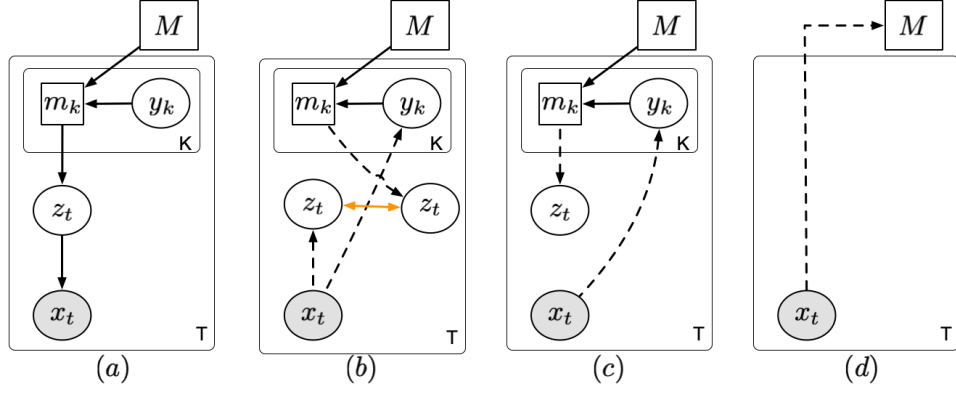 M M M M
m_k y_k m_k y_k m_k y_k
K K K
z_t z_t z_t z_t
x_t x_t x_t x_t
T T T T
(a) (b) (c) (d)